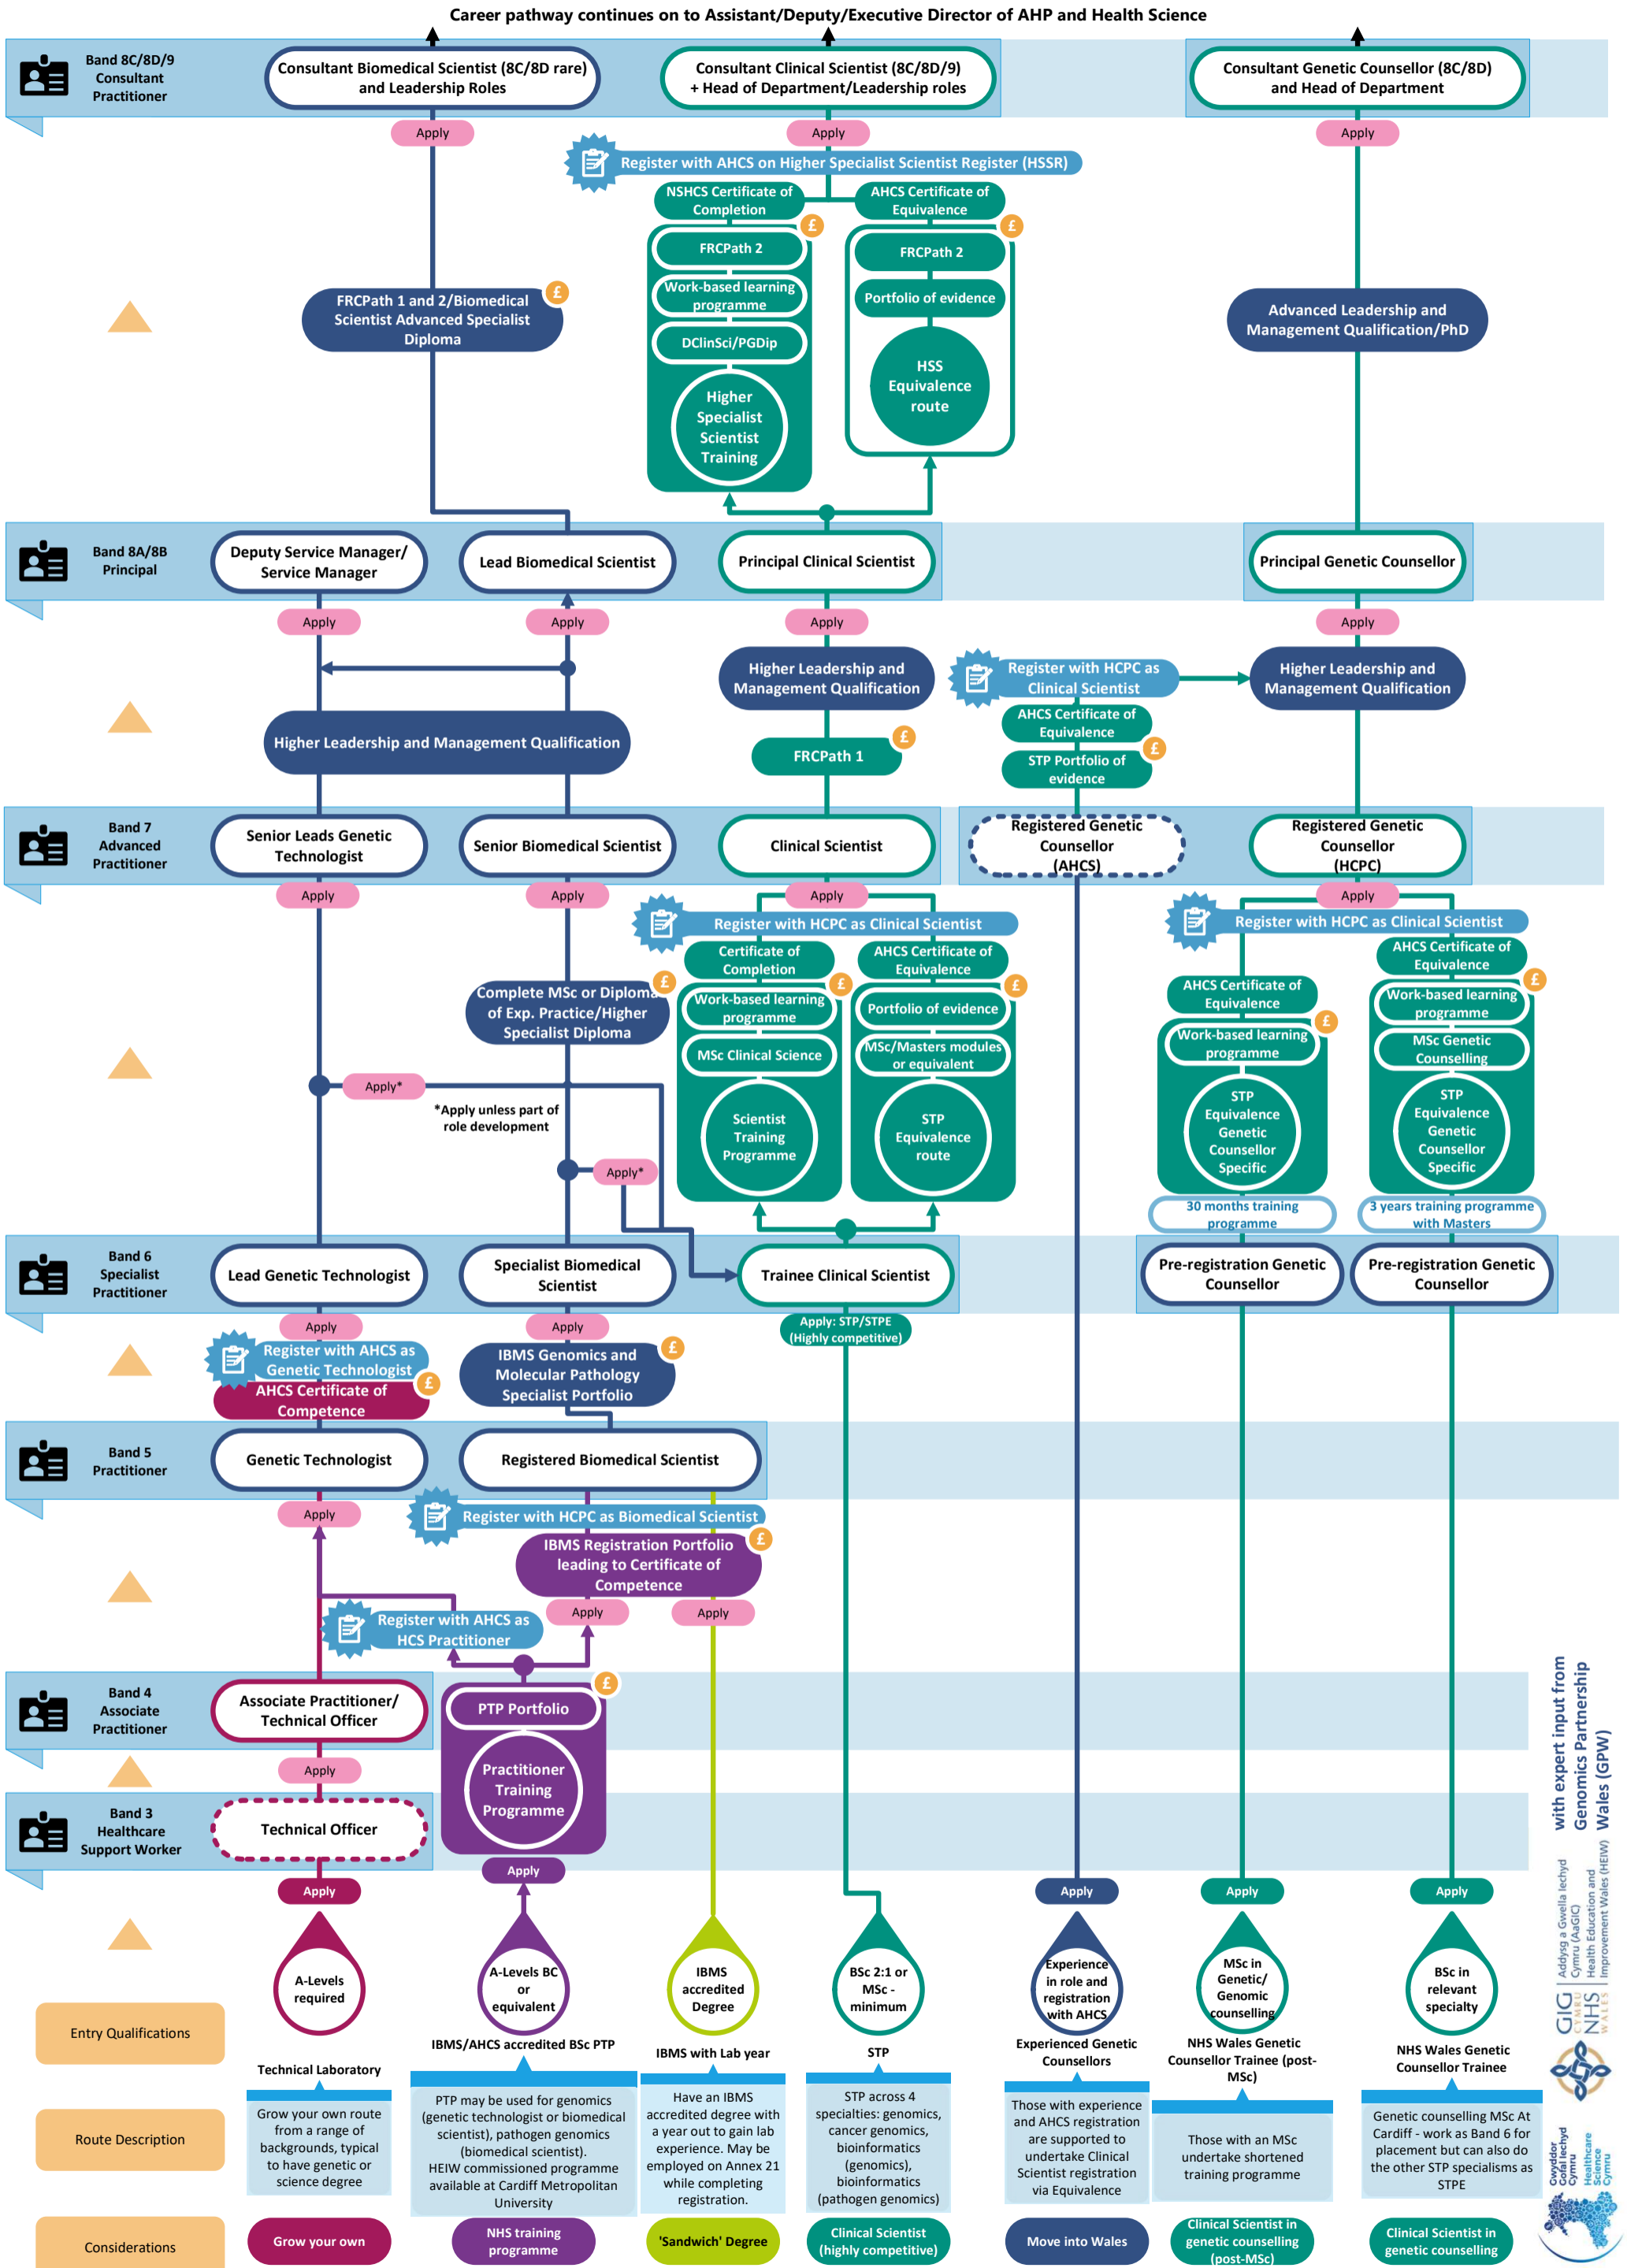 Career pathway continues on to Assistant/Deputy/Executive Director of AHP and Health Science
Band 8C/8D/9
Consultant
Practitioner
Consultant Biomedical Scientist (8C/8D rare)
and Leadership Roles
Consultant Clinical Scientist (8C/8D/9)
+ Head of Department/Leadership roles
Consultant Genetic Counsellor (8C/8D)
and Head of Department
Apply
Apply
Apply
Register with AHCS on Higher Specialist Scientist Register (HSSR)
NSHCS Certificate of
Completion
AHCS Certificate of
Equivalence
£
£
FRCPath 2
FRCPath 2
Work-based learning
programme
Portfolio of evidence
DClinSci/PGDip
Higher
Specialist
Scientist
Training
HSS
Equivalence
route
FRCPath 1 and 2/Biomedical
Scientist Advanced Specialist
Diploma
£
Advanced Leadership and
Management Qualification/PhD
Band 8A/8B
Principal
Deputy Service Manager/
Service Manager
Lead Biomedical Scientist
Principal Clinical Scientist
Principal Genetic Counsellor
Apply
Apply
Apply
Apply
Higher Leadership and
Management Qualification
Register with HCPC as
Clinical Scientist
Higher Leadership and
Management Qualification
AHCS Certificate of
Equivalence
£
STP Portfolio of
evidence
Higher Leadership and Management Qualification
£
FRCPath 1
Band 7
Advanced
Practitioner
Senior Leads Genetic
Technologist
Senior Biomedical Scientist
Clinical Scientist
Registered Genetic
Counsellor
(AHCS)
Registered Genetic
Counsellor
(HCPC)
Apply
Apply
Apply
Apply
Register with HCPC as Clinical Scientist
Register with HCPC as Clinical Scientist
Complete MSc or Diploma
of Exp. Practice/Higher
Specialist Diploma
£
Certificate of
Completion
£
Work-based learning
programme
MSc Clinical Science
Scientist
Training
Programme
AHCS Certificate of
Equivalence
£
Portfolio of evidence
MSc/Masters modules
or equivalent
STP
Equivalence
route
AHCS Certificate of
Equivalence
£
Work-based learning
programme
STP
Equivalence
Genetic
Counsellor
Specific
30 months training
programme
AHCS Certificate of
Equivalence
£
Work-based learning
programme
MSc Genetic
Counselling
STP
Equivalence
Genetic
Counsellor
Specific
3 years training programme
with Masters
Apply*
*Apply unless part of
role development
Apply*
Band 6
Specialist
Practitioner
Lead Genetic Technologist
Specialist Biomedical
Scientist
Trainee Clinical Scientist
Pre-registration Genetic
Counsellor
Pre-registration Genetic
Counsellor
Apply
Apply
Apply: STP/STPE
(Highly competitive)
Register with AHCS as
Genetic Technologist
£
AHCS Certificate of
Competence
IBMS Genomics and
Molecular Pathology
Specialist Portfolio
£
Band 5
Practitioner
Genetic Technologist
Registered Biomedical Scientist
Apply
Register with HCPC as Biomedical Scientist
IBMS Registration Portfolio
leading to Certificate of
Competence
£
Apply
Apply
Register with AHCS as
HCS Practitioner
Band 4
Associate
Practitioner
Associate Practitioner/
Technical Officer
£
PTP Portfolio
Practitioner
Training
Programme
Apply
Band 3
Healthcare
Support Worker
Technical Officer
Apply
Apply
Apply
Apply
Apply
A-Levels
required
A-Levels BC
or
equivalent
IBMS
accredited
Degree
BSc 2:1 or
MSc -
minimum
Experience
in role and
registration
with AHCS
MSc in
Genetic/
Genomic
counselling
BSc in
relevant
specialty
Entry Qualifications
Technical Laboratory
IBMS/AHCS accredited BSc PTP
IBMS with Lab year
STP
Experienced Genetic
Counsellors
NHS Wales Genetic
Counsellor Trainee (post-
MSc)
NHS Wales Genetic
Counsellor Trainee
Route Description
Grow your own route
from a range of
backgrounds, typical
to have genetic or
science degree
PTP may be used for genomics
(genetic technologist or biomedical
scientist), pathogen genomics
(biomedical scientist).
HEIW commissioned programme
available at Cardiff Metropolitan
University
Have an IBMS
accredited degree with
a year out to gain lab
experience. May be
employed on Annex 21
while completing
registration.
STP across 4
specialties: genomics,
cancer genomics,
bioinformatics
(genomics),
bioinformatics
(pathogen genomics)
Those with experience
and AHCS registration
are supported to
undertake Clinical
Scientist registration
via Equivalence
Those with an MSc
undertake shortened
training programme
Genetic counselling MSc At
Cardiff - work as Band 6 for
placement but can also do
the other STP specialisms as
STPE
Considerations
Grow your own
NHS training
programme
'Sandwich' Degree
Clinical Scientist
(highly competitive)
Move into Wales
Clinical Scientist in
genetic counselling
(post-MSc)
Clinical Scientist in
genetic counselling
with expert input from
Genomics Partnership
Wales (GPW)
GIG
CYMRU
NHS
WALES
Addysg a Gwella Iechyd
Cymru (AaGIC)
Health Education and
Improvement Wales (HEIW)
Gwyddor
Gofal Iechyd
Cymru
Healthcare
Science
Cymru